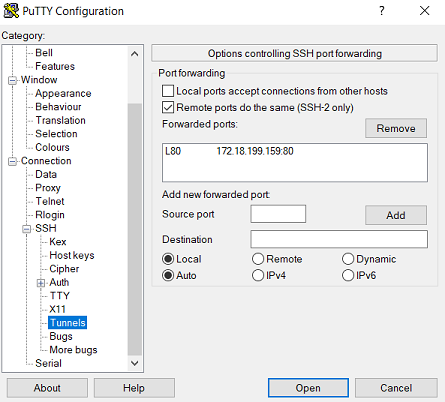 PuTTY Configuration
?
Category:
Bell
Features
Window
Appearance
Behaviour
Translation
Selection
Colours
Connection
Data
Proxy
Telnet
Rlogin
SSH
Kex
Host keys
Cipher
Auth
TTY
X11
Tunnels
Bugs
More bugs
Serial
Options controlling SSH port forwarding
Port forwarding
Local ports accept connections from other hosts
Remote ports do the same (SSH-2 only)
Forwarded ports:
Remove
L80 172.18.199.159:80
Add new forwarded port:
Source port
Add
Destination
Local Remote Dynamic
Auto IPv4 IPv6
About Help Open Cancel